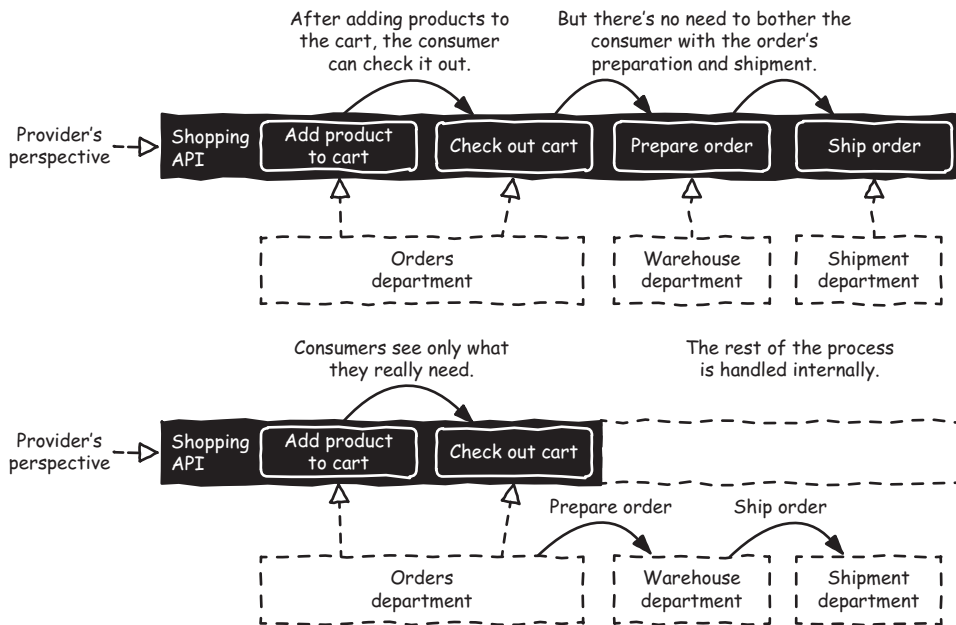 After adding products to
the cart, the consumer
can check it out.
But there's no need to bother the
consumer with the order's
preparation and shipment.
Provider's
perspective
Shopping
API
Add product
to cart
Check out cart
Prepare order
Ship order
Orders
department
Warehouse
department
Shipment
department
Consumers see only what
they really need.
The rest of the process
is handled internally.
Provider's
perspective
Shopping
API
Add product
to cart
Check out cart
Prepare order
Ship order
Orders
department
Warehouse
department
Shipment
department